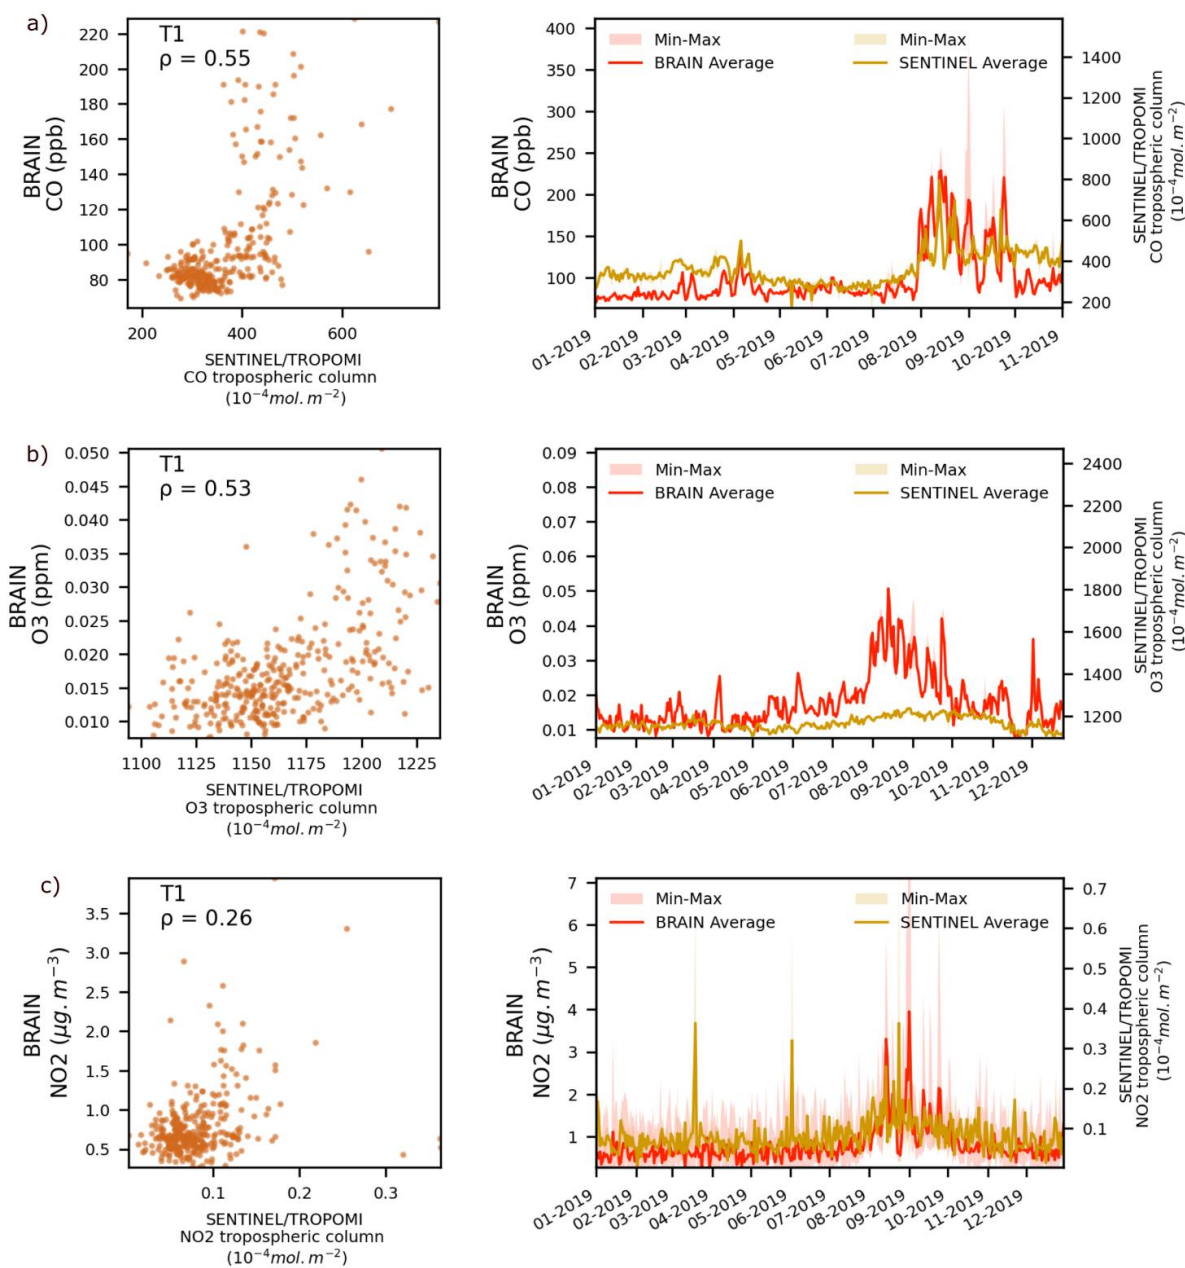 a)
T1
ρ = 0.55
220
200
180
160
140
120
100
80
BRAIN
CO (ppb)
200
400
600
SENTINEL/TROPOMI
CO tropospheric column
(10⁻⁴mol.m⁻²)
400
350
300
250
200
150
100
BRAIN
CO (ppb)
Min-Max
BRAIN Average
Min-Max
SENTINEL Average
1400
1200
1000
800
600
400
200
SENTINEL/TROPOMI
CO tropospheric column
(10⁻⁴mol.m⁻²)
01-2019
02-2019
03-2019
04-2019
05-2019
06-2019
07-2019
08-2019
09-2019
10-2019
11-2019
b)
T1
ρ = 0.53
0.050
0.045
0.040
0.035
0.030
0.025
0.020
0.015
0.010
BRAIN
O3 (ppm)
1100
1125
1150
1175
1200
1225
SENTINEL/TROPOMI
O3 tropospheric column
(10⁻⁴mol.m⁻²)
0.09
0.08
0.07
0.06
0.05
0.04
0.03
0.02
0.01
BRAIN
O3 (ppm)
Min-Max
BRAIN Average
Min-Max
SENTINEL Average
2400
2200
2000
1800
1600
1400
1200
SENTINEL/TROPOMI
O3 tropospheric column
(10⁻⁴mol.m⁻²)
01-2019
02-2019
03-2019
04-2019
05-2019
06-2019
07-2019
08-2019
09-2019
10-2019
11-2019
12-2019
c)
T1
ρ = 0.26
3.5
3.0
2.5
2.0
1.5
1.0
0.5
BRAIN
NO2 (μg.m⁻³)
0.1
0.2
0.3
SENTINEL/TROPOMI
NO2 tropospheric column
(10⁻⁴mol.m⁻²)
7
6
5
4
3
2
1
BRAIN
NO2 (μg.m⁻³)
Min-Max
BRAIN Average
Min-Max
SENTINEL Average
0.7
0.6
0.5
0.4
0.3
0.2
0.1
SENTINEL/TROPOMI
NO2 tropospheric column
(10⁻⁴mol.m⁻²)
01-2019
02-2019
03-2019
04-2019
05-2019
06-2019
07-2019
08-2019
09-2019
10-2019
11-2019
12-2019